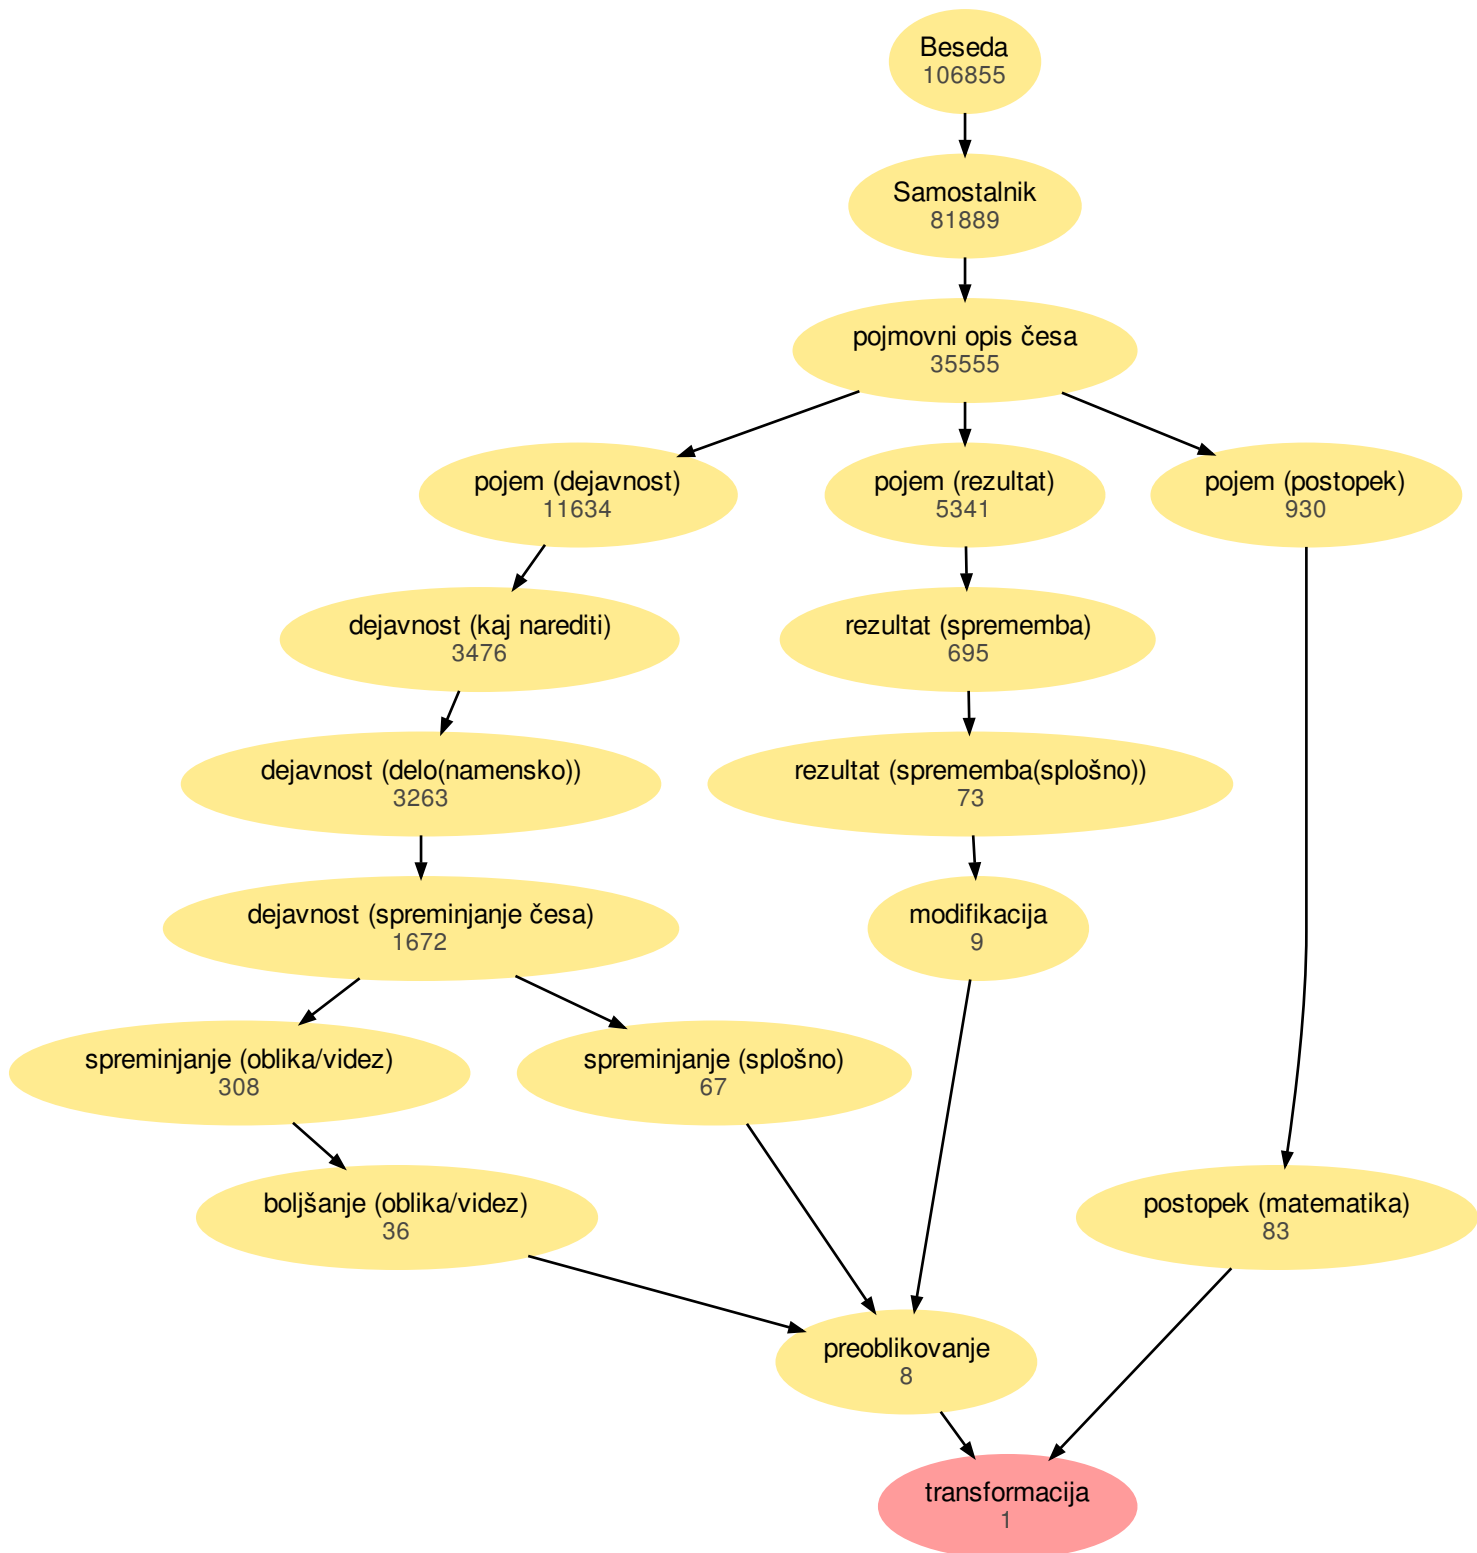 Beseda
106855
Samostalnik
81889
pojmovni opis česa
35555
pojem (dejavnost)
11634
pojem (rezultat)
5341
pojem (postopek)
930
dejavnost (kaj narediti)
3476
rezultat (sprememba)
695
dejavnost (delo(namensko))
3263
rezultat (sprememba(splošno))
73
dejavnost (spreminjanje česa)
1672
modifikacija
9
spreminjanje (oblika/videz)
308
spreminjanje (splošno)
67
boljšanje (oblika/videz)
36
postopek (matematika)
83
preoblikovanje
8
transformacija
1